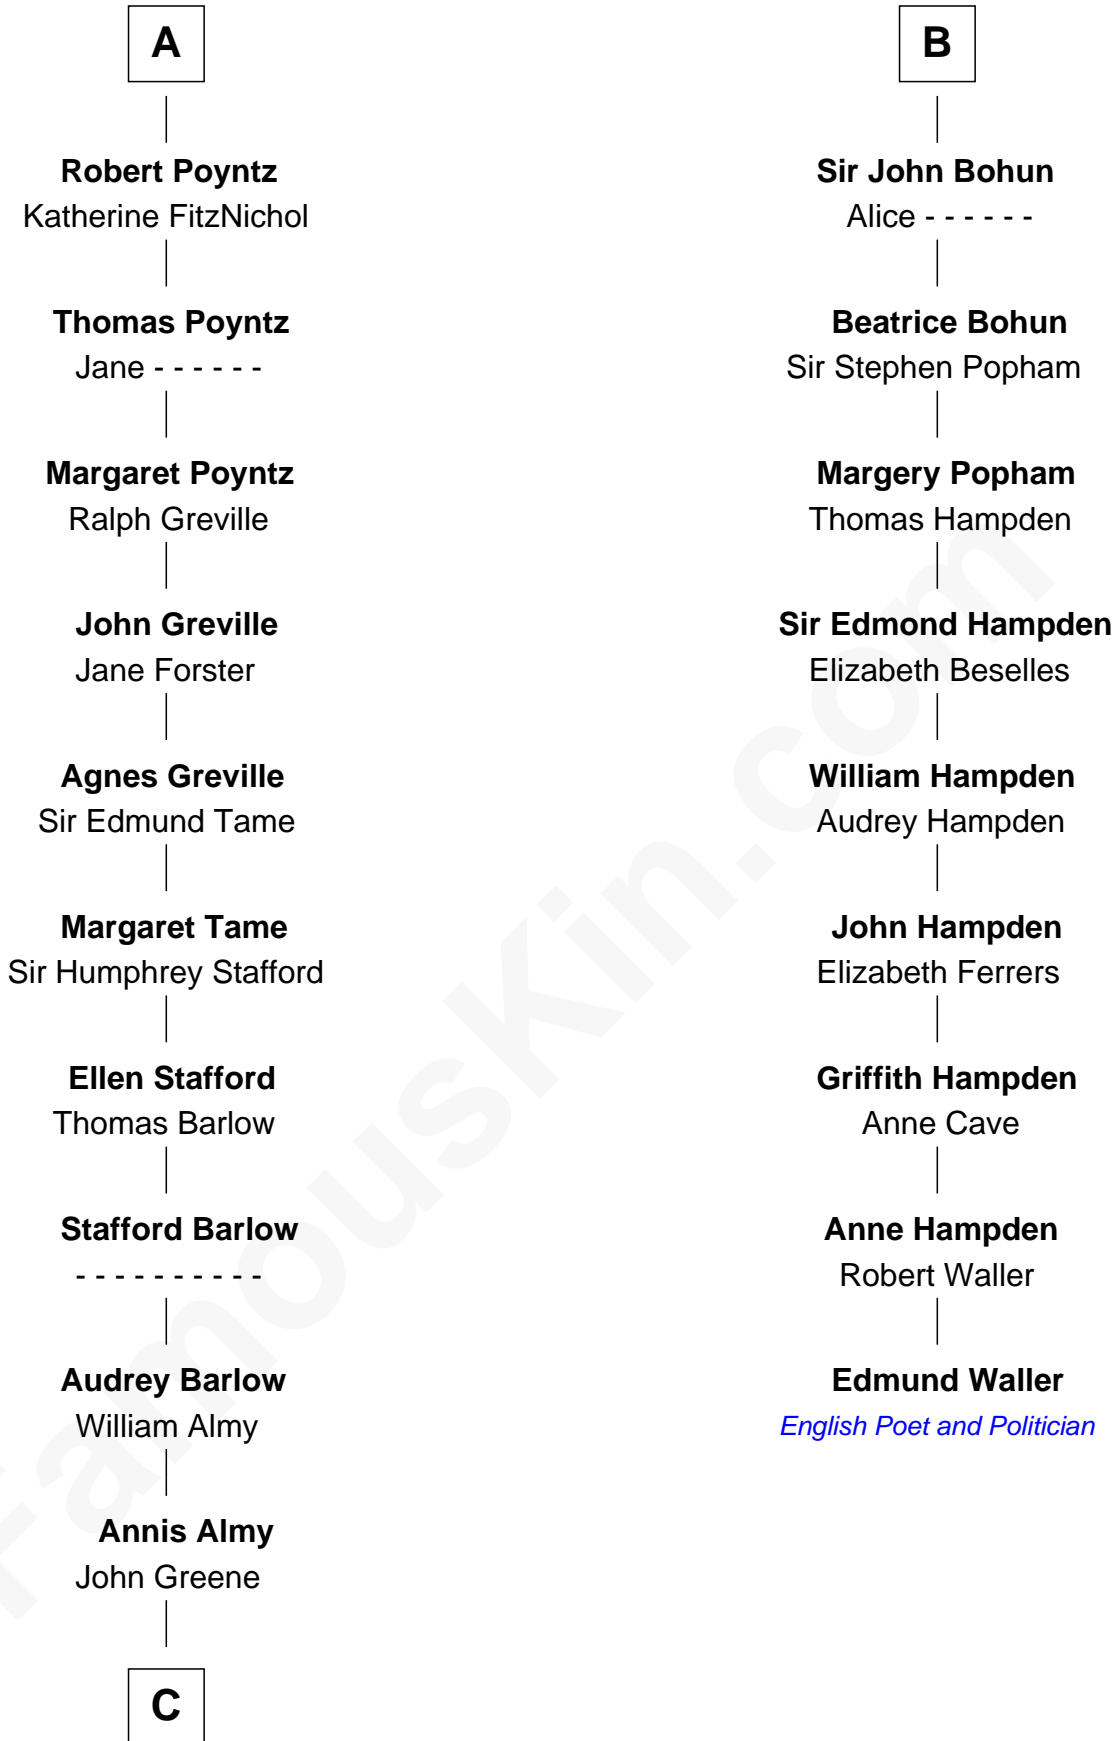 A
Robert Poyntz
Katherine FitzNichol
Thomas Poyntz
Jane - - - - - -
Margaret Poyntz
Ralph Greville
John Greville
Jane Forster
Agnes Greville
Sir Edmund Tame
Margaret Tame
Sir Humphrey Stafford
Ellen Stafford
Thomas Barlow
Stafford Barlow
- - - - - - - - - -
Audrey Barlow
William Almy
Annis Almy
John Greene
C
B
Sir John Bohun
Alice - - - - - -
Beatrice Bohun
Sir Stephen Popham
Margery Popham
Thomas Hampden
Sir Edmond Hampden
Elizabeth Beselles
William Hampden
Audrey Hampden
John Hampden
Elizabeth Ferrers
Griffith Hampden
Anne Cave
Anne Hampden
Robert Waller
Edmund Waller
English Poet and Politician
FamousKin.com